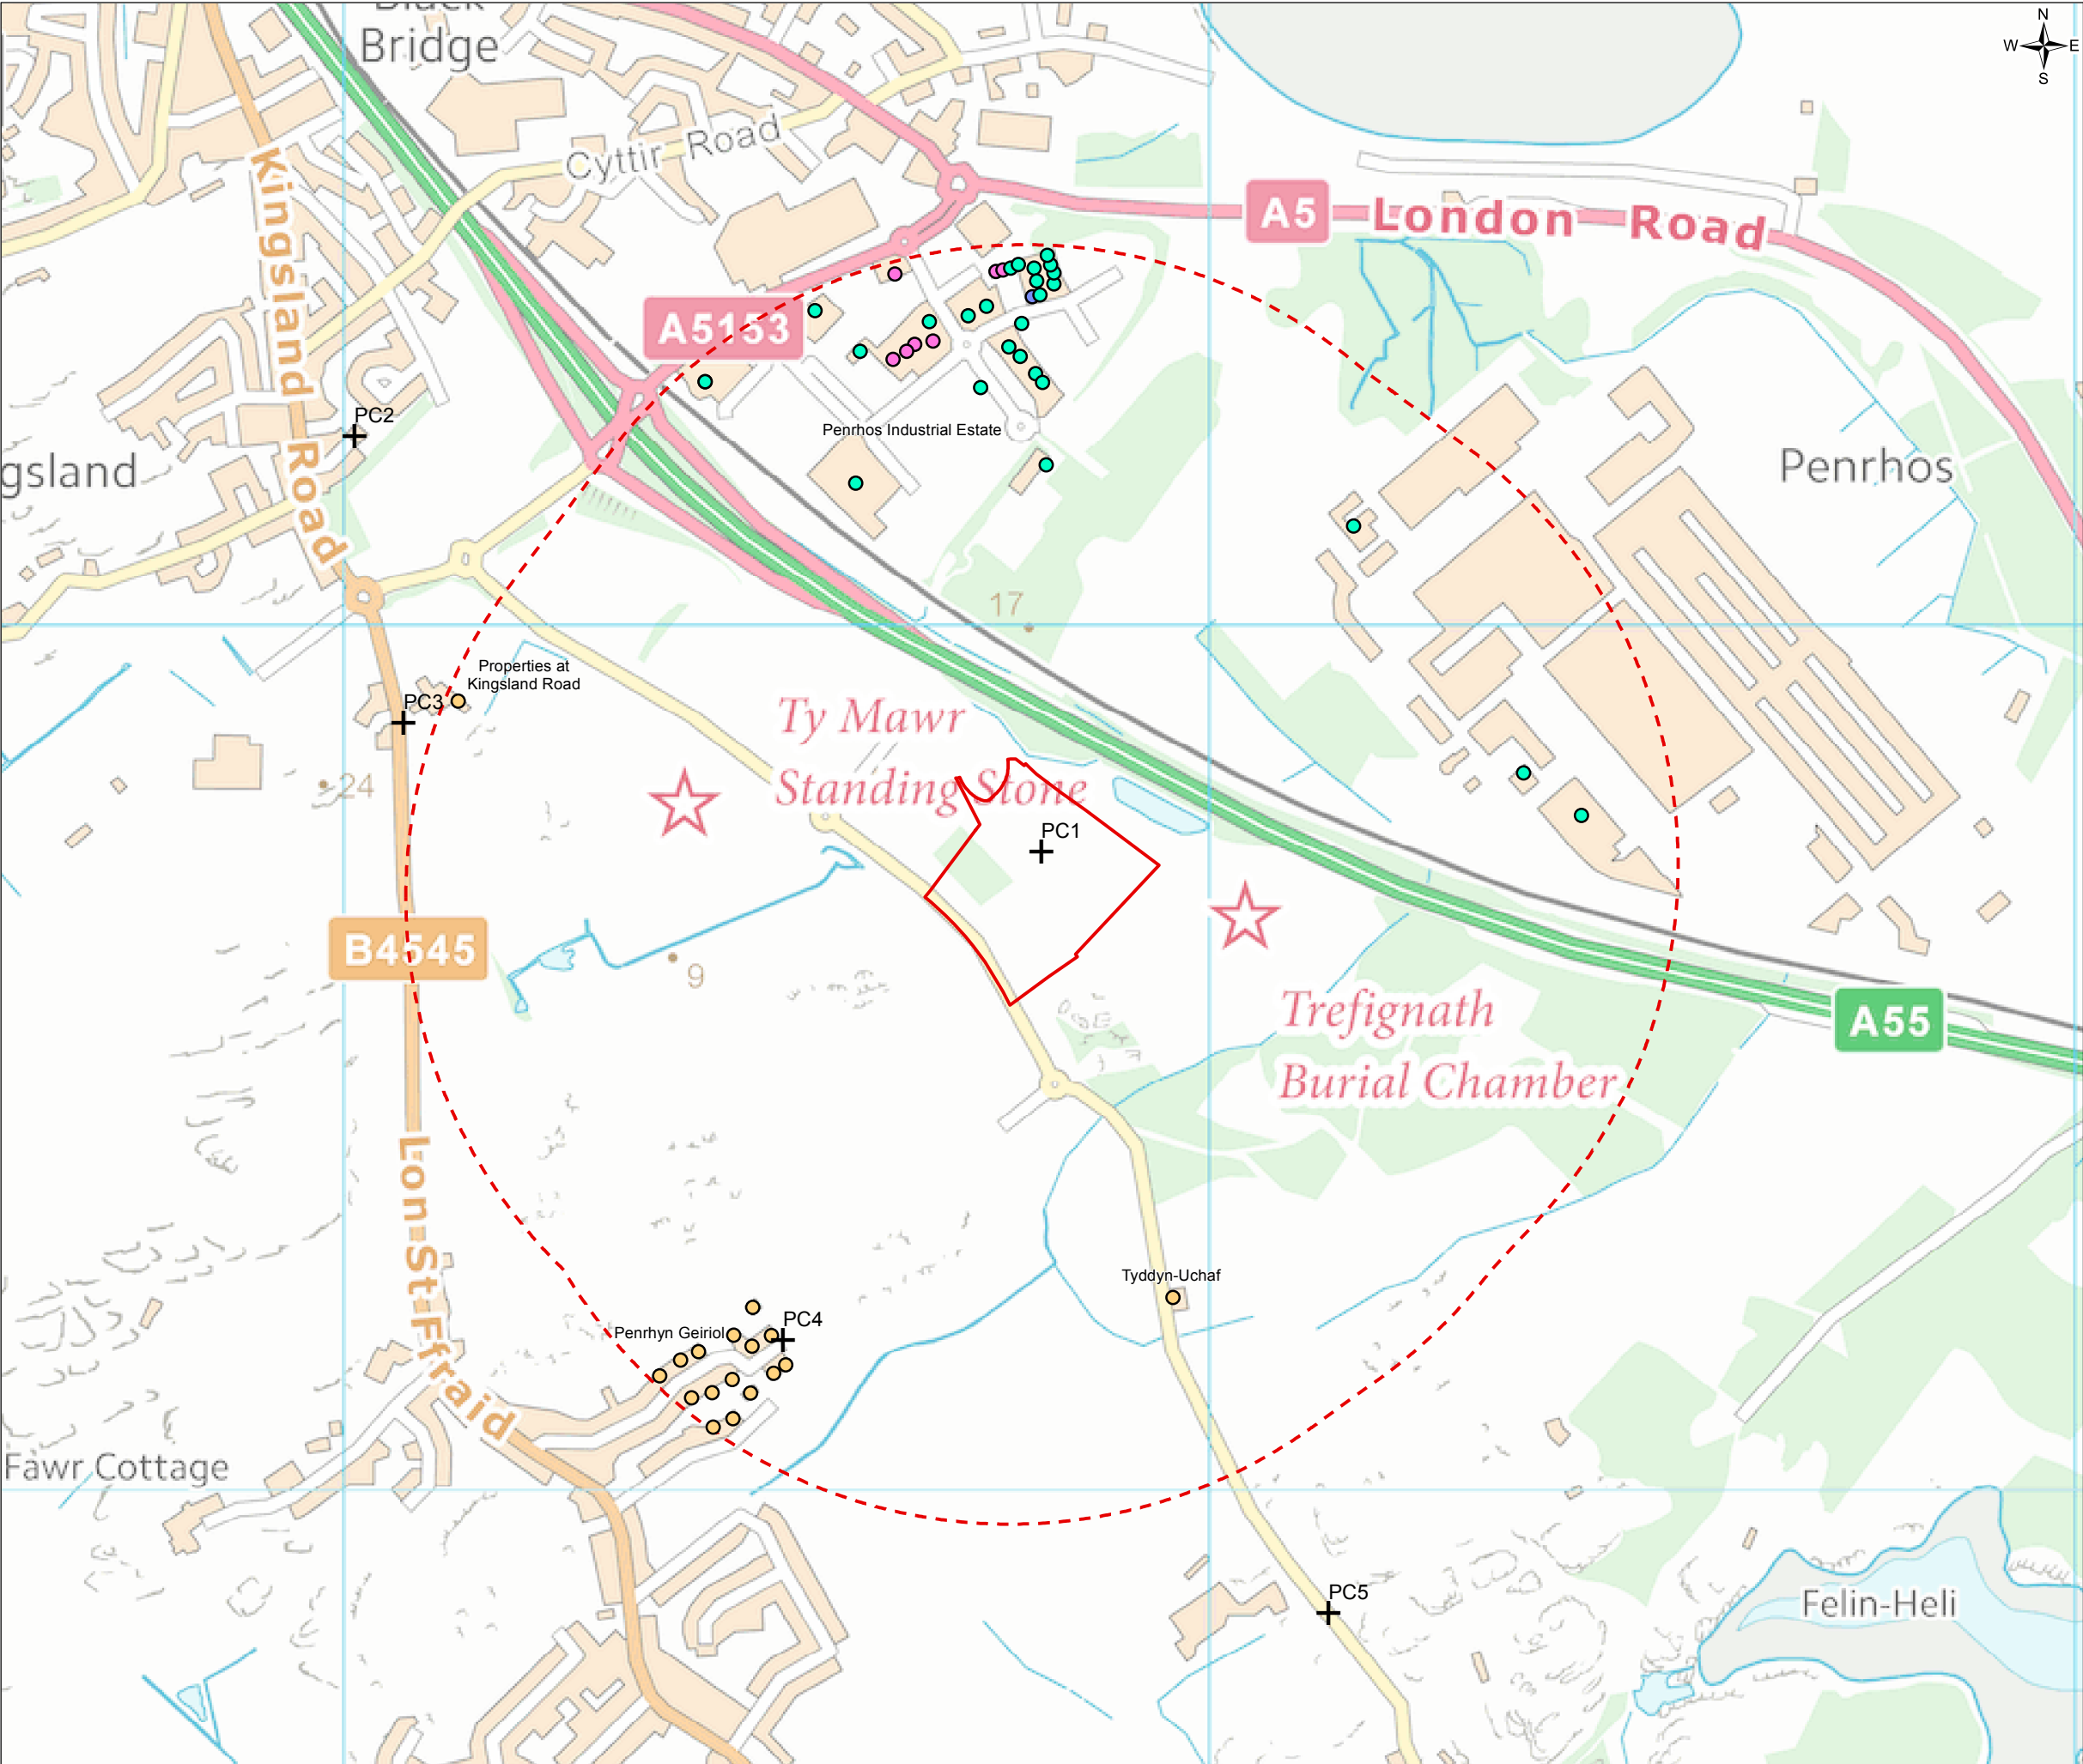 Black
Bridge
N
W E
S
Cyttir Road
Kingsland Road
A5
London Road
A5153
PC2
Penrhos Industrial Estate
gsland
Penrhos
17
Properties at
Kingsland Road
PC3
Ty Mawr
Standing Stone
24
PC1
B4545
9
Trefignath
Burial Chamber
A55
Lon St Ffraid
Tyddyn-Uchaf
PC4
Penrhyn Geiriol
Fawr Cottage
PC5
Felin-Heli